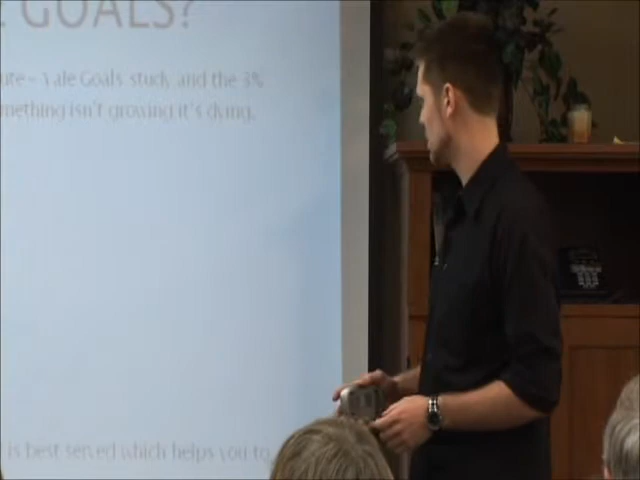 GOALS?
ute – Yale Goals study and the 3%
mething isn't growing it's dying.
is best served which helps you to